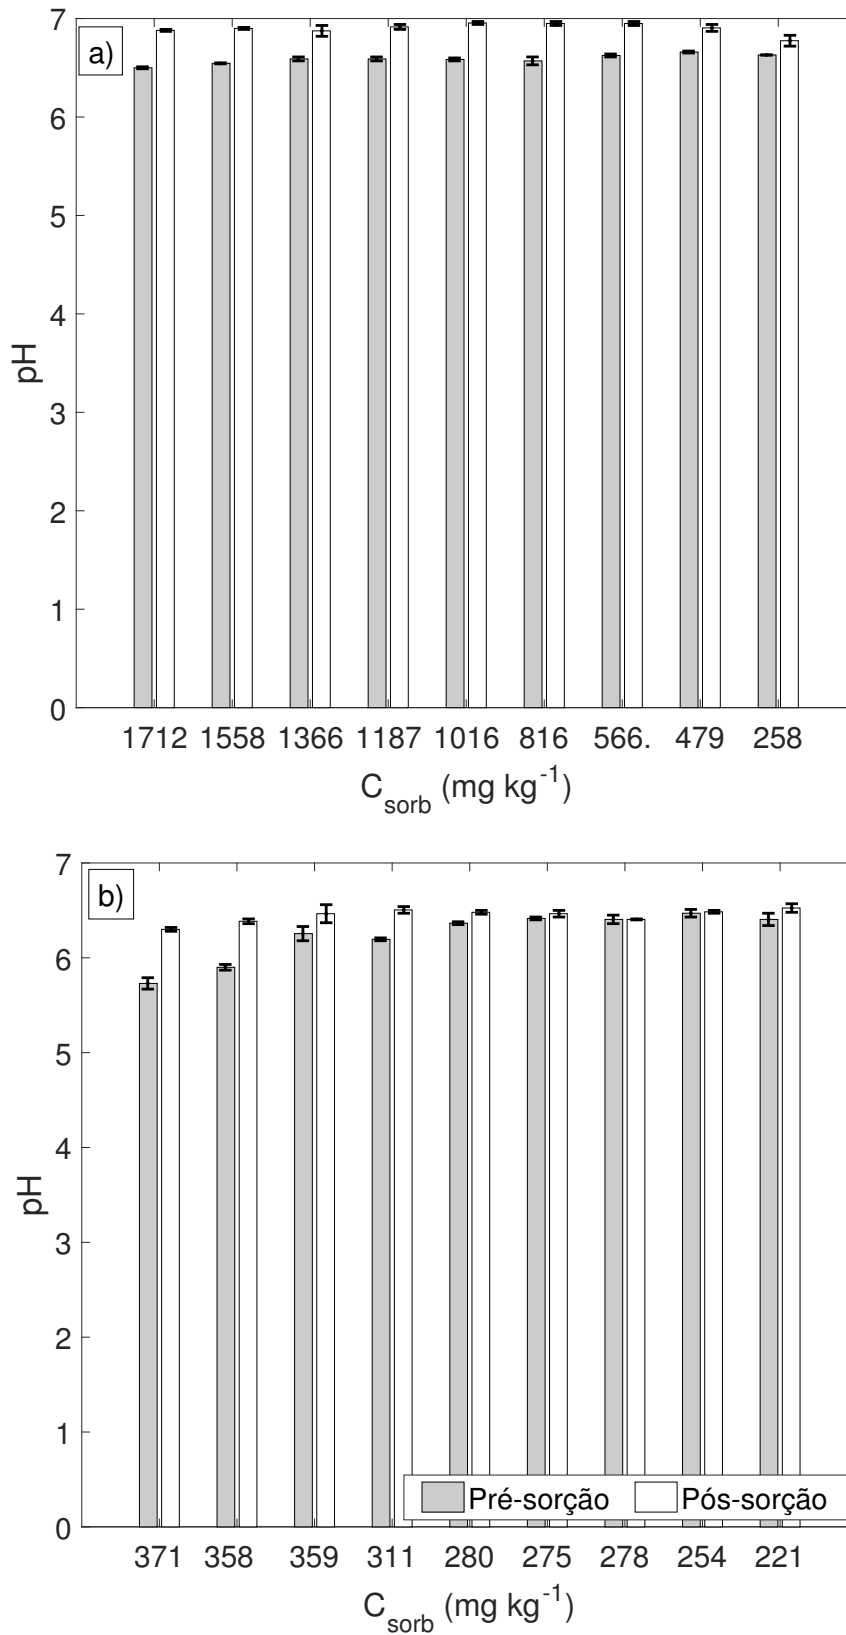 a)
7
6
5
4
3
2
1
0
pH
1712 1558 1366 1187 1016 816 566. 479 258
C_sorb (mg kg^-1)
b)
7
6
5
4
3
2
1
0
pH
Pré-sorção Pós-sorção
371 358 359 311 280 275 278 254 221
C_sorb (mg kg^-1)